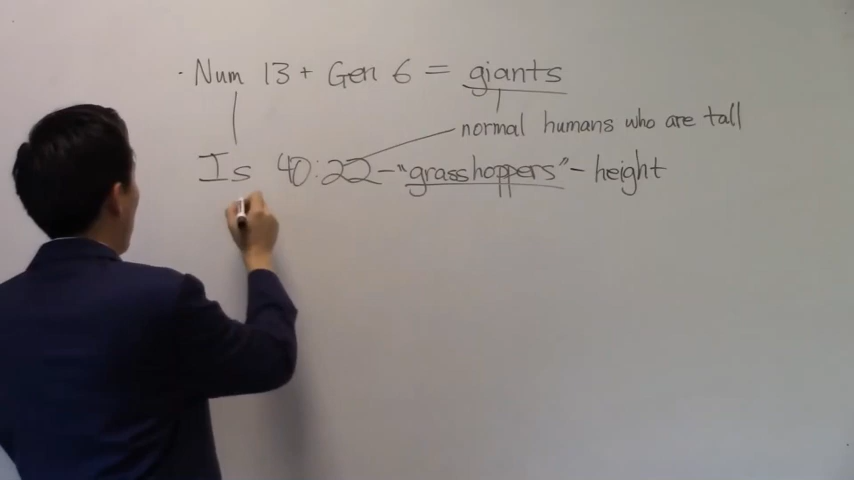 · Num 13 + Gen 6 = giants
normal humans who are tall
Is 40:22 - "grasshoppers" - height